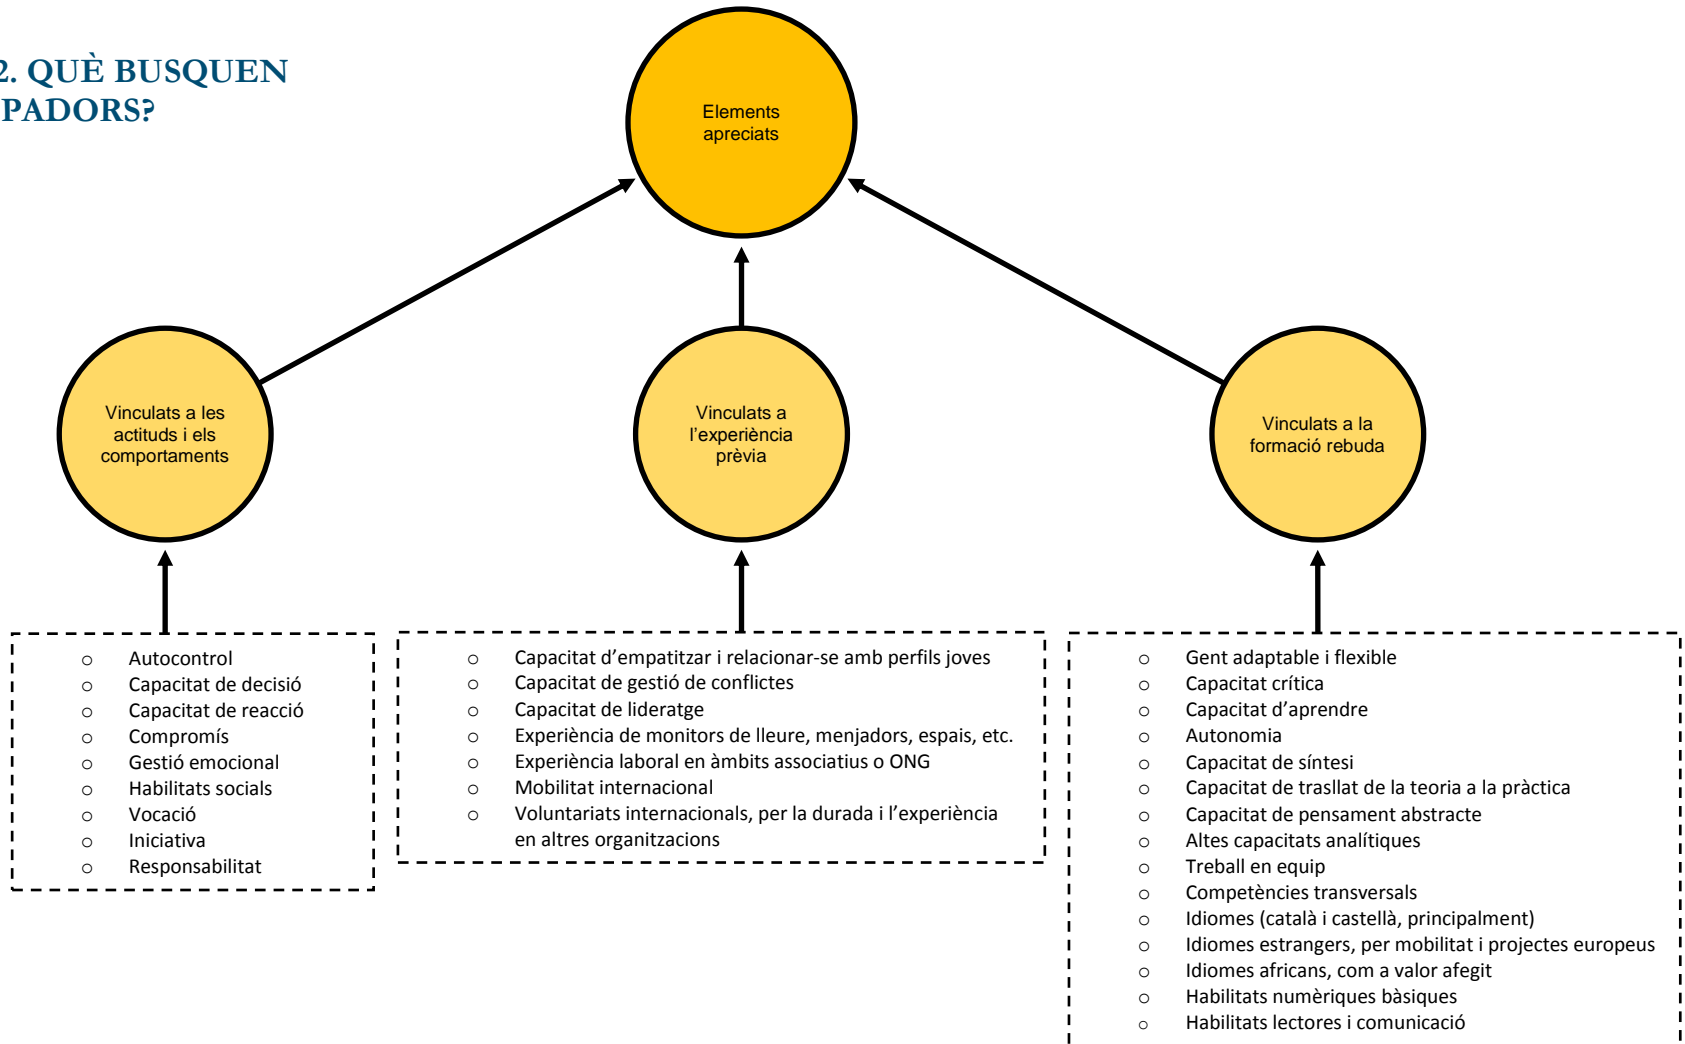 2. QUÈ BUSQUEN
PADORS?
Elements
apreciats
Vinculats a les
actituds i els
comportaments
Vinculats a
l’experiència
prèvia
Vinculats a la
formació rebuda
o Autocontrol
o Capacitat de decisió
o Capacitat de reacció
o Compromís
o Gestió emocional
o Habilitats socials
o Vocació
o Iniciativa
o Responsabilitat
o Capacitat d’empatitzar i relacionar-se amb perfils joves
o Capacitat de gestió de conflictes
o Capacitat de lideratge
o Experiència de monitors de lleure, menjadors, espais, etc.
o Experiència laboral en àmbits associatius o ONG
o Mobilitat internacional
o Voluntariats internacionals, per la durada i l’experiència
en altres organitzacions
o Gent adaptable i flexible
o Capacitat crítica
o Capacitat d’aprendre
o Autonomia
o Capacitat de síntesi
o Capacitat de trasllat de la teoria a la pràctica
o Capacitat de pensament abstracte
o Altes capacitats analítiques
o Treball en equip
o Competències transversals
o Idiomes (català i castellà, principalment)
o Idiomes estrangers, per mobilitat i projectes europeus
o Idiomes africans, com a valor afegit
o Habilitats numèriques bàsiques
o Habilitats lectores i comunicació